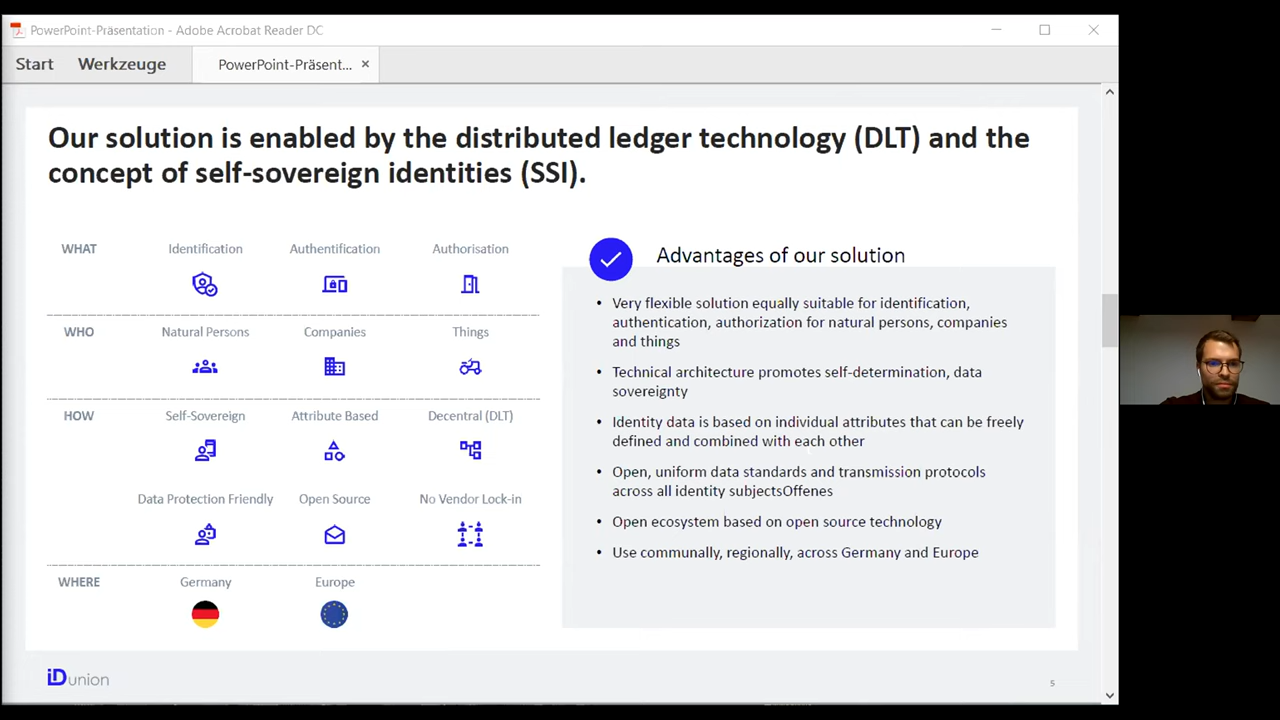 PowerPoint-Präsentation - Adobe Acrobat Reader DC
Start Werkzeuge PowerPoint-Präsent... ×
Our solution is enabled by the distributed ledger technology (DLT) and the
concept of self-sovereign identities (SSI).
WHAT Identification Authentification Authorisation
WHO Natural Persons Companies Things
HOW Self-Sovereign Attribute Based Decentral (DLT)
Data Protection Friendly Open Source No Vendor Lock-in
WHERE Germany Europe
Advantages of our solution
• Very flexible solution equally suitable for identification,
authentication, authorization for natural persons, companies
and things
• Technical architecture promotes self-determination, data
sovereignty
• Identity data is based on individual attributes that can be freely
defined and combined with each other
• Open, uniform data standards and transmission protocols
across all identity subjectsOffenes
• Open ecosystem based on open source technology
• Use communally, regionally, across Germany and Europe
iDunion
5